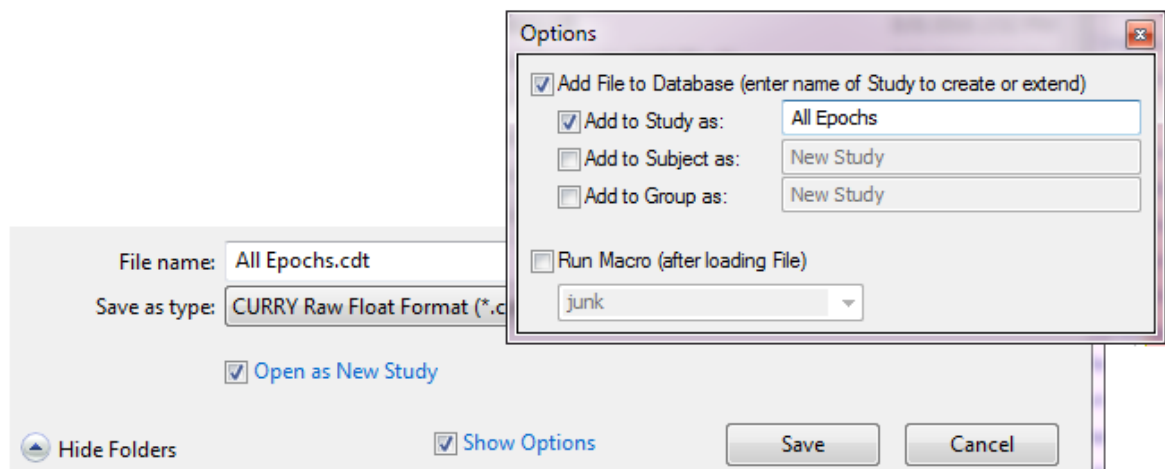 Options
Add File to Database (enter name of Study to create or extend)
Add to Study as: All Epochs
Add to Subject as: New Study
Add to Group as: New Study
Run Macro (after loading File)
junk
File name: All Epochs.cdt
Save as type: CURRY Raw Float Format (*.c
Open as New Study
Hide Folders Show Options Save Cancel